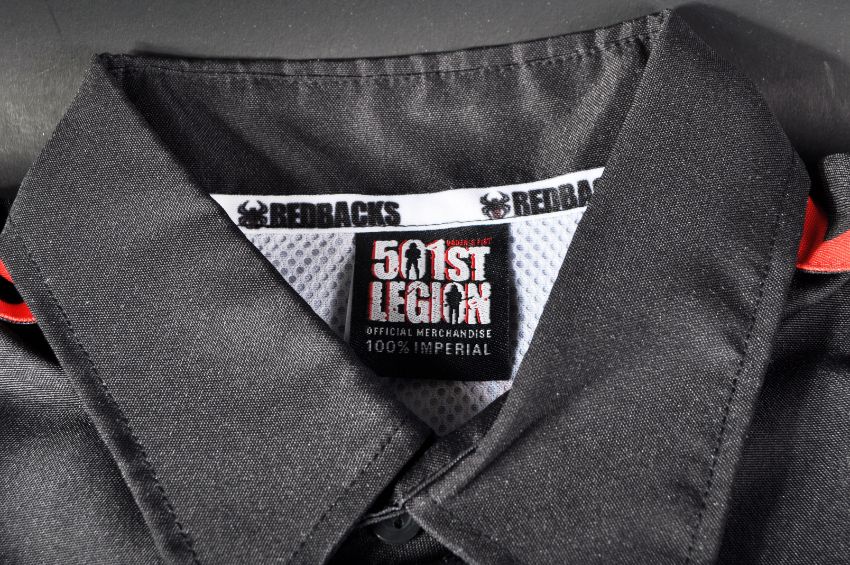 REDBACKS REDBA
VADER'S FIST
501ST
LEGION
OFFICIAL MERCHANDISE
100% IMPERIAL